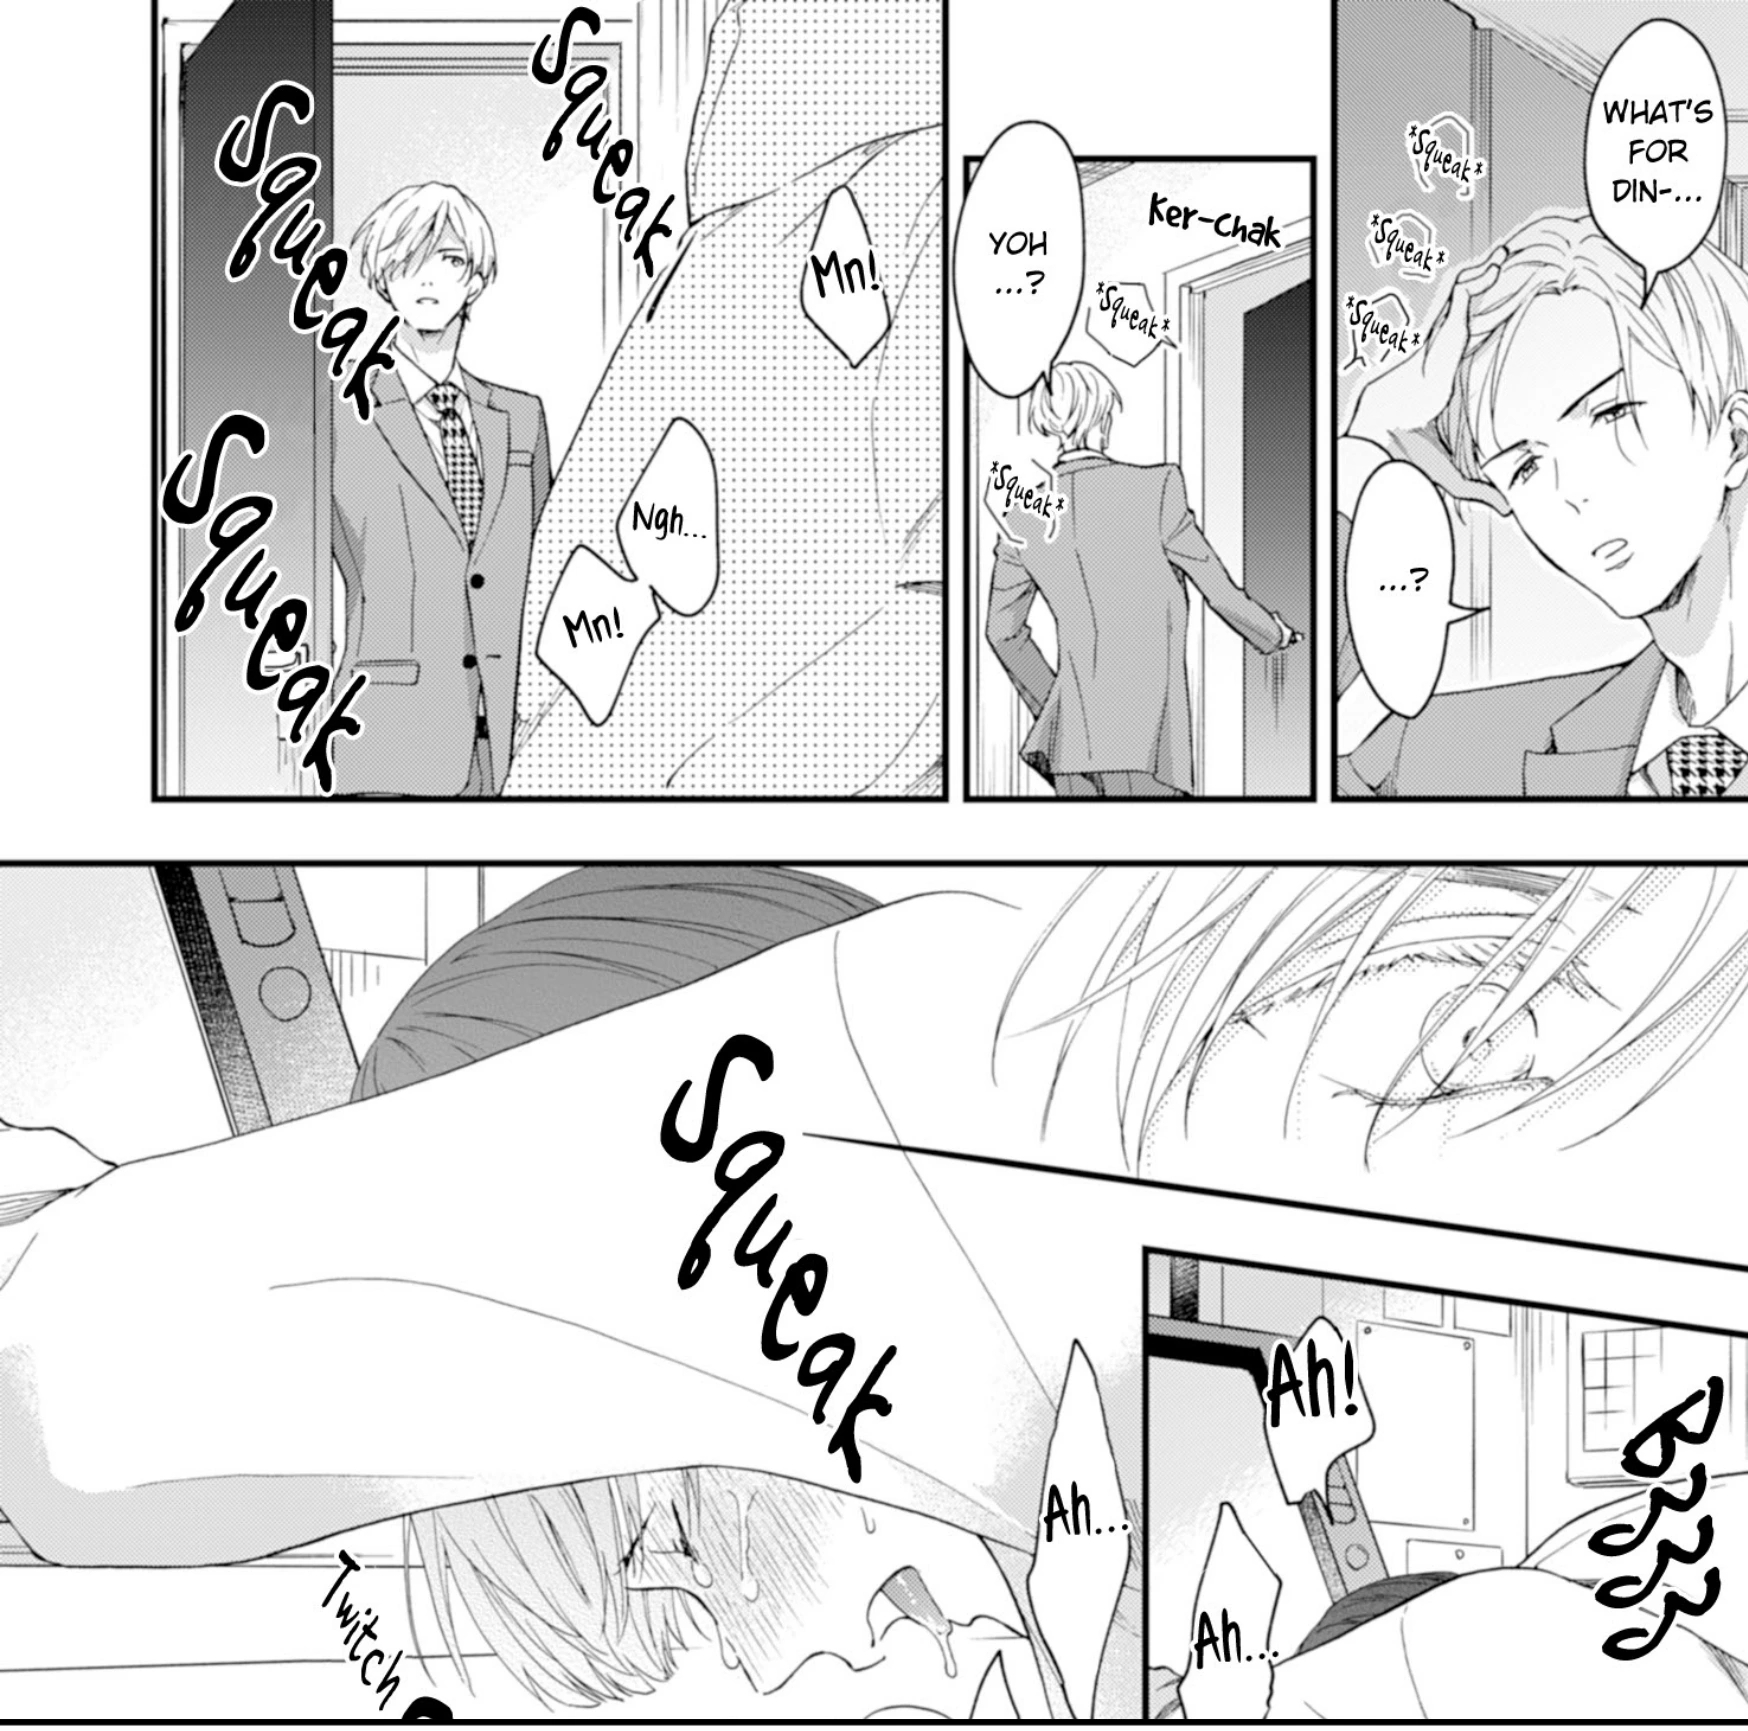 WHAT'S
FOR
DIN-...
*Squeak*
*Squeak*
*Squeak*
...?
Ker-chak
YOH
...?
*Squeak*
*Squeak*
Squeak
Mn!
Squeak
Ngh...
Mn!
Squeak
Squeak
Ah!
Bzzz
Ah...
Ah...
Twitch